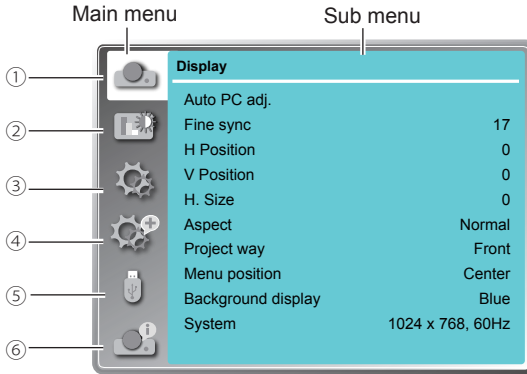 Main menu
Sub menu
Display
Auto PC adj.
Fine sync 17
H Position 0
V Position 0
H. Size 0
Aspect Normal
Project way Front
Menu position Center
Background display Blue
System 1024 x 768, 60Hz
①
②
③
④
⑤
⑥